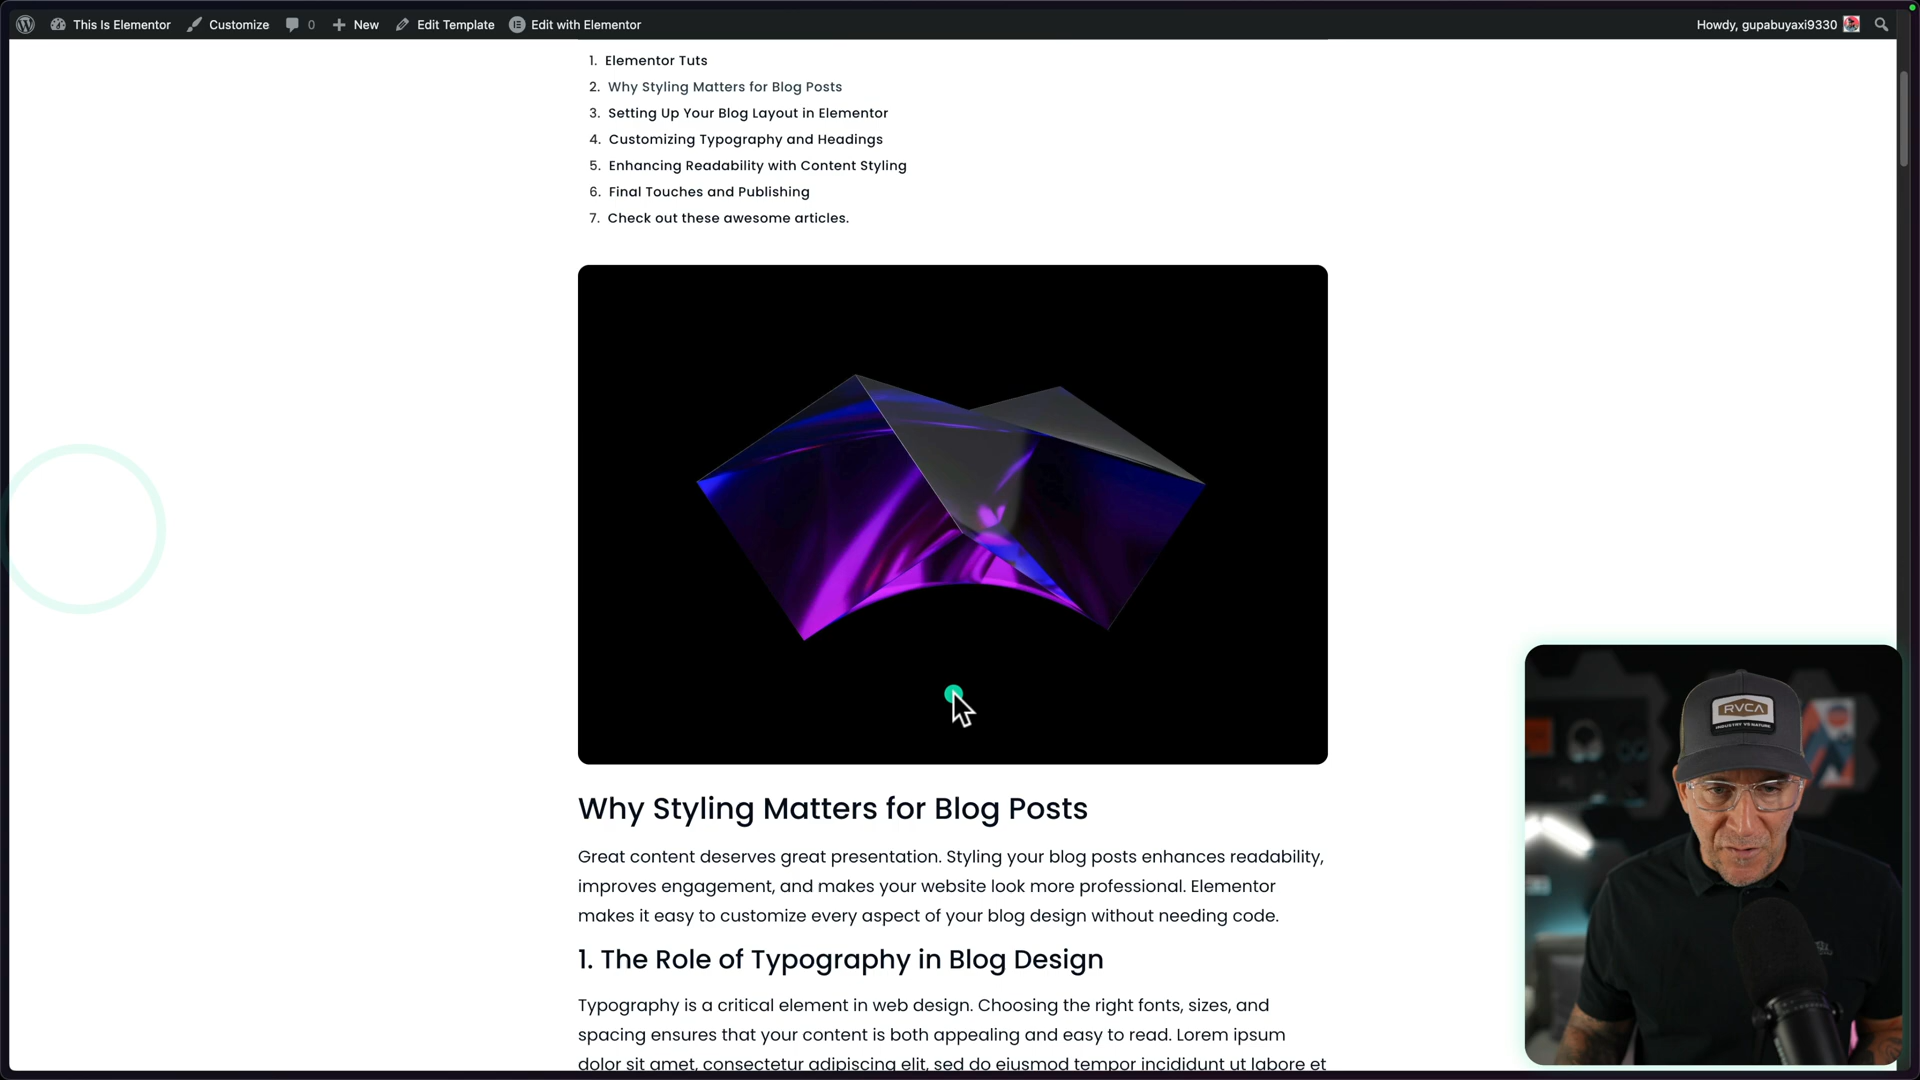 This Is Elementor Customize 0 New Edit Template Edit with Elementor Howdy, gupabuyaxi9330
1. Elementor Tuts
2. Why Styling Matters for Blog Posts
3. Setting Up Your Blog Layout in Elementor
4. Customizing Typography and Headings
5. Enhancing Readability with Content Styling
6. Final Touches and Publishing
7. Check out these awesome articles.
RVCA
INDUSTRY VS NATURE
Why Styling Matters for Blog Posts
Great content deserves great presentation. Styling your blog posts enhances readability,
improves engagement, and makes your website look more professional. Elementor
makes it easy to customize every aspect of your blog design without needing code.
1. The Role of Typography in Blog Design
Typography is a critical element in web design. Choosing the right fonts, sizes, and
spacing ensures that your content is both appealing and easy to read. Lorem ipsum
dolor sit amet, consectetur adipiscing elit, sed do eiusmod tempor incididunt ut labore et